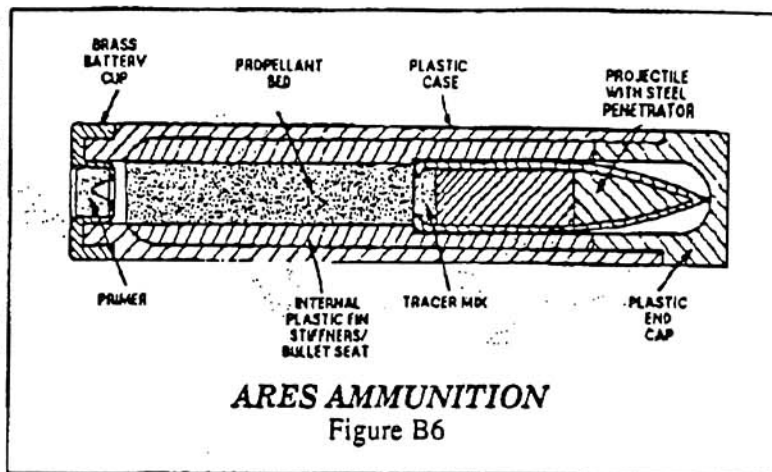 BRASS
BATTERY
CUP
PROPELLANT
BED
PLASTIC
CASE
PROJECTILE
WITH STEEL
PENETRATOR
PRIMER
INTERNAL
PLASTIC FIN
STIFFNERS/
BULLET SEAT
TRACER MIX
PLASTIC
END
CAP
ARES AMMUNITION
Figure B6